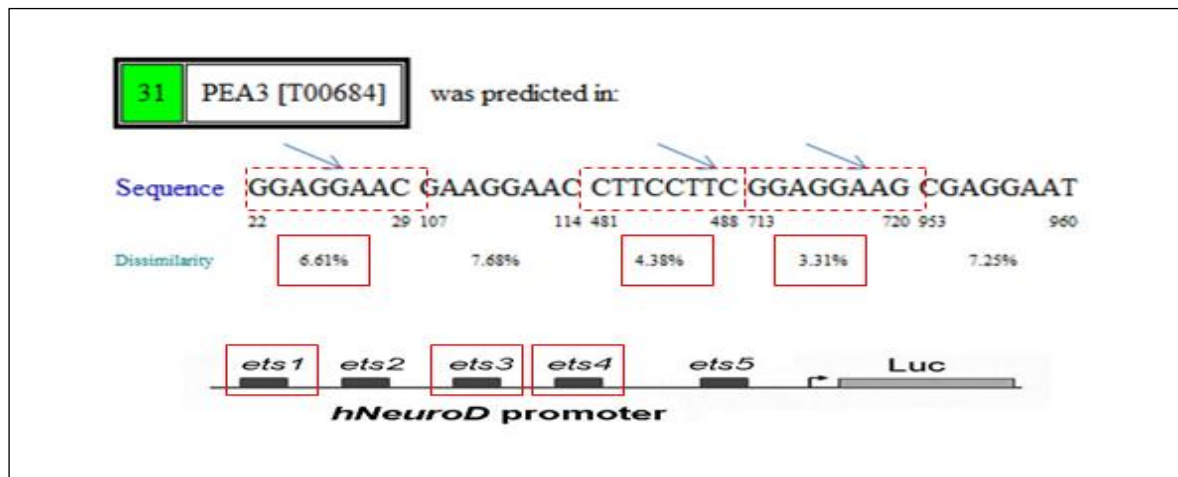 31 PEA3 [T00684] was predicted in:
Sequence GGAGGAAC GAAGGAAC CTTCCTTC GGAGGAAG CGAGGAAT
22 29 107 114 481 488 713 720 953 960
Dissimilarity 6.61% 7.68% 4.38% 3.31% 7.25%
ets1 ets2 ets3 ets4 ets5 Luc
hNeuroD promoter